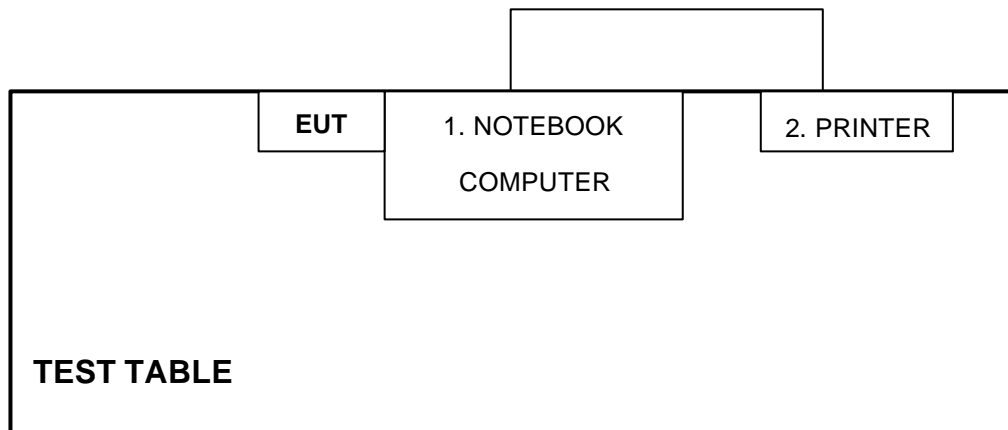 EUT
1. NOTEBOOK
COMPUTER
2. PRINTER
TEST TABLE